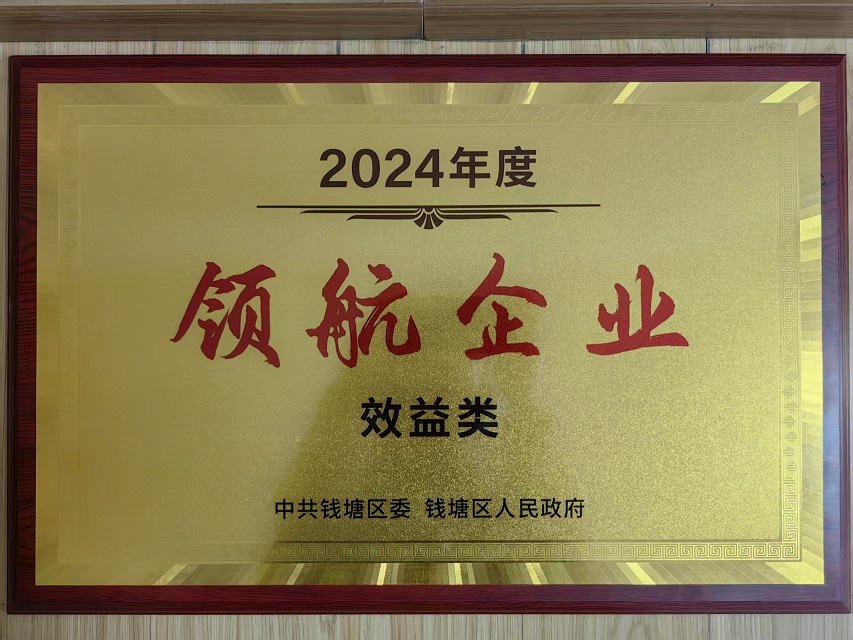 2024年度
领航企业
效益类
中共钱塘区委 钱塘区人民政府